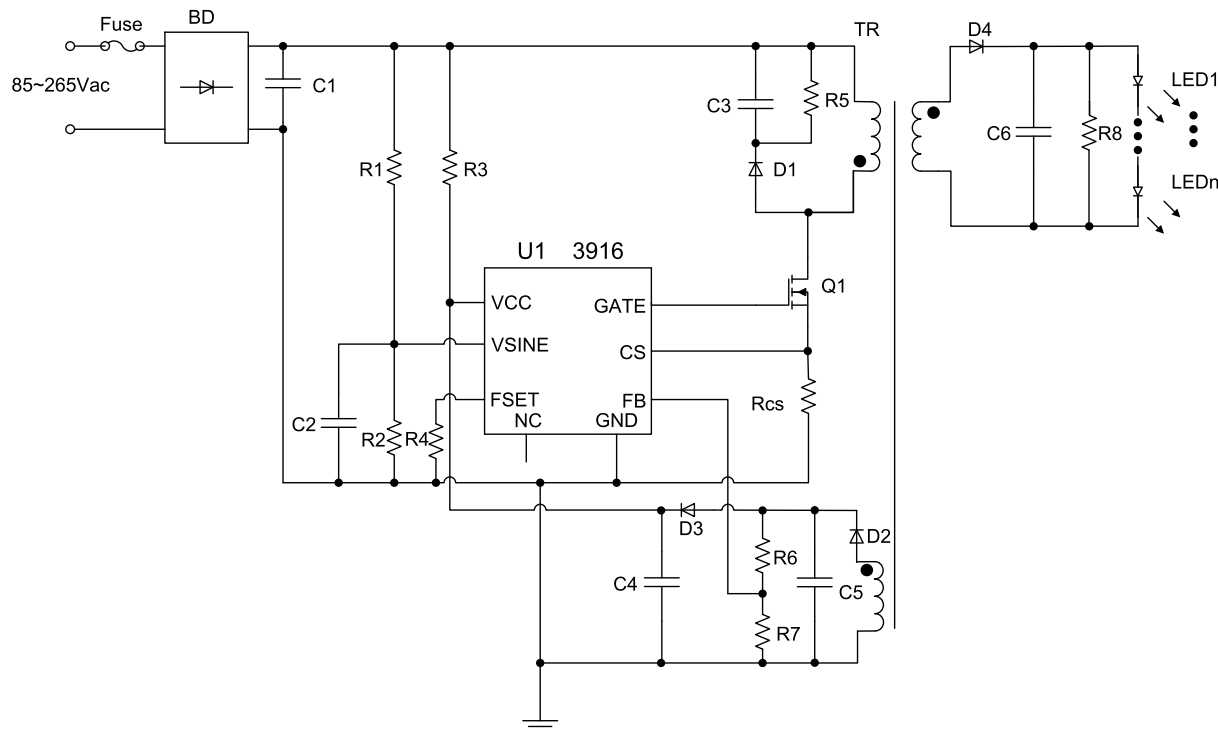 Fuse
BD
TR
D4
85~265Vac
C1
C3
R5
C6
R8
LED1
R1
R3
D1
LEDn
U1 3916
Q1
VCC
GATE
VSINE
CS
FSET
FB
Rcs
NC
GND
C2
R2
R4
D3
D2
R6
C4
C5
R7